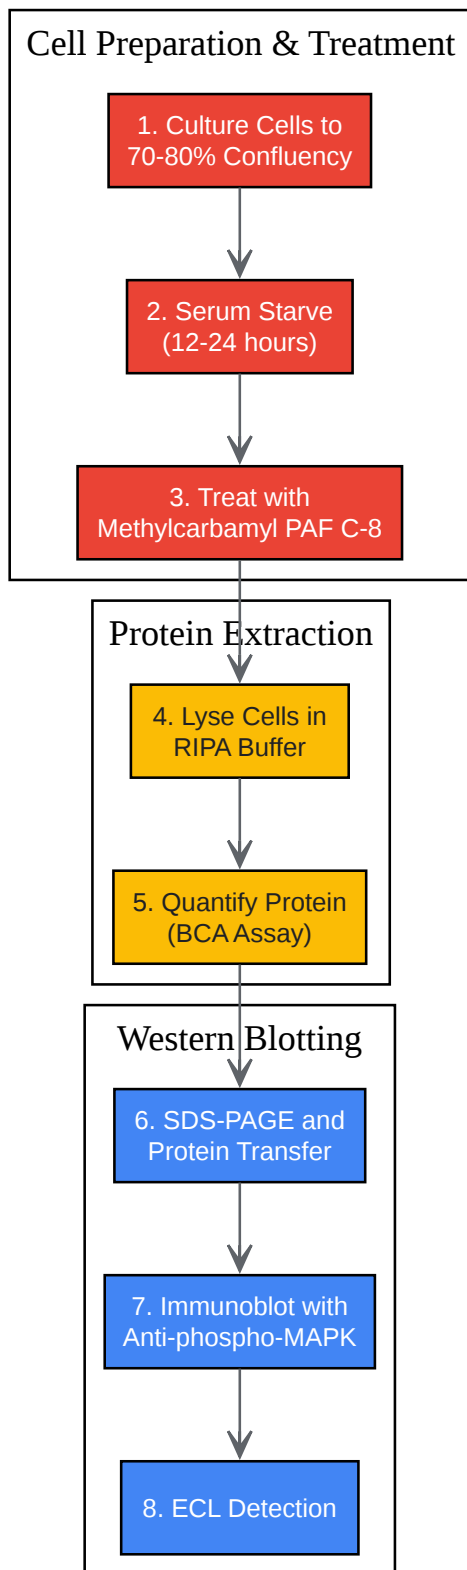 Cell Preparation & Treatment
1. Culture Cells to
70-80% Confluency
2. Serum Starve
(12-24 hours)
3. Treat with
Methylcarbamyl PAF C-8
Protein Extraction
4. Lyse Cells in
RIPA Buffer
5. Quantify Protein
(BCA Assay)
Western Blotting
6. SDS-PAGE and
Protein Transfer
7. Immunoblot with
Anti-phospho-MAPK
8. ECL Detection